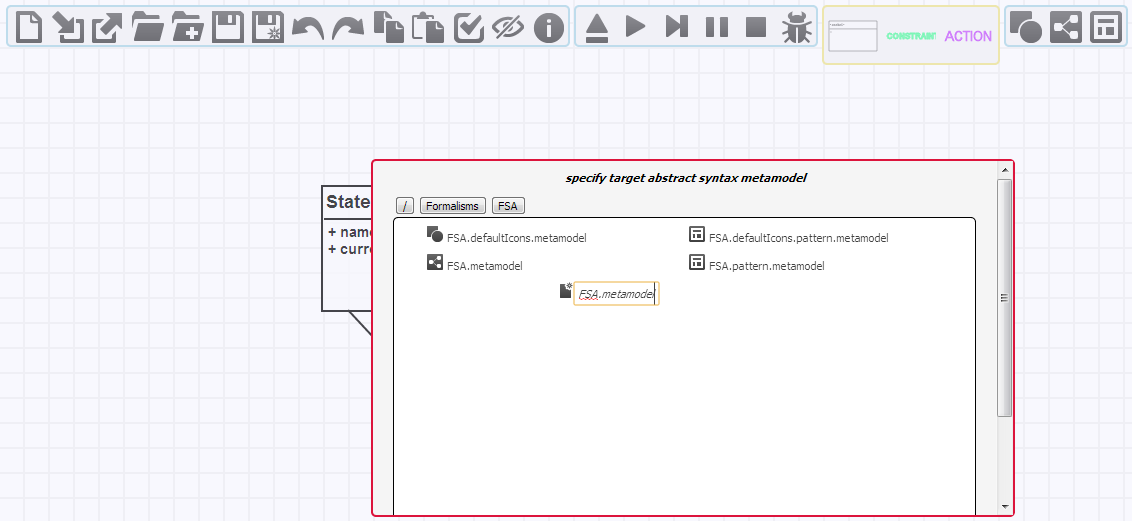 CONSTRAINT
ACTION
specify target abstract syntax metamodel
/ Formalisms FSA
State
+ name
+ curre
FSA.defaultIcons.metamodel
FSA.defaultIcons.pattern.metamodel
FSA.metamodel
FSA.pattern.metamodel
FSA.metamodel